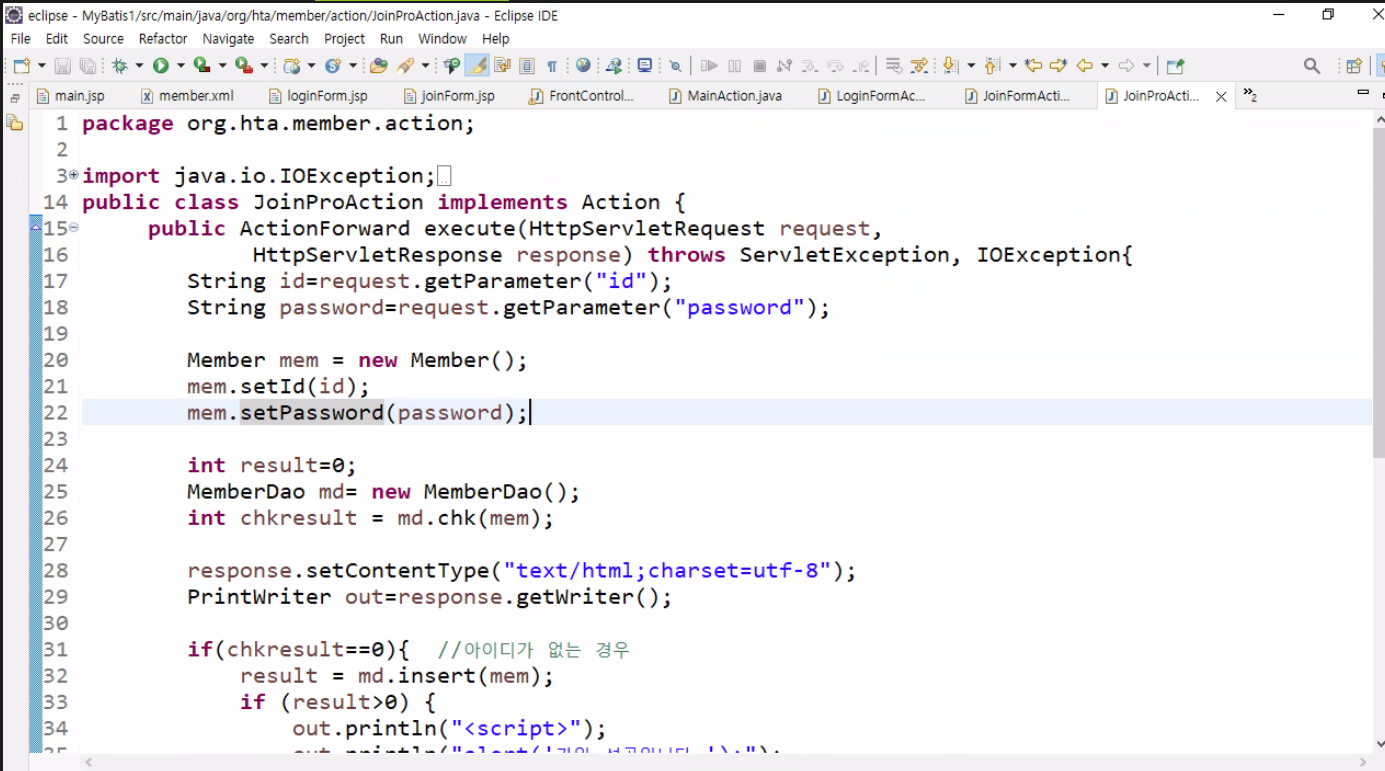 eclipse - MyBatis1/src/main/java/org/hta/member/action/JoinProAction.java - Eclipse IDE
File Edit Source Refactor Navigate Search Project Run Window Help
main.jsp member.xml loginForm.jsp joinForm.jsp FrontControl... MainAction.java LoginFormAc... JoinFormActi... JoinProActi... »2
1 package org.hta.member.action;
2
3 import java.io.IOException;
14 public class JoinProAction implements Action {
15 public ActionForward execute(HttpServletRequest request,
16 HttpServletResponse response) throws ServletException, IOException{
17 String id=request.getParameter("id");
18 String password=request.getParameter("password");
19
20 Member mem = new Member();
21 mem.setId(id);
22 mem.setPassword(password);
23
24 int result=0;
25 MemberDao md= new MemberDao();
26 int chkresult = md.chk(mem);
27
28 response.setContentType("text/html;charset=utf-8");
29 PrintWriter out=response.getWriter();
30
31 if(chkresult==0){ //아이디가 없는 경우
32 result = md.insert(mem);
33 if (result>0) {
34 out.println("<script>");